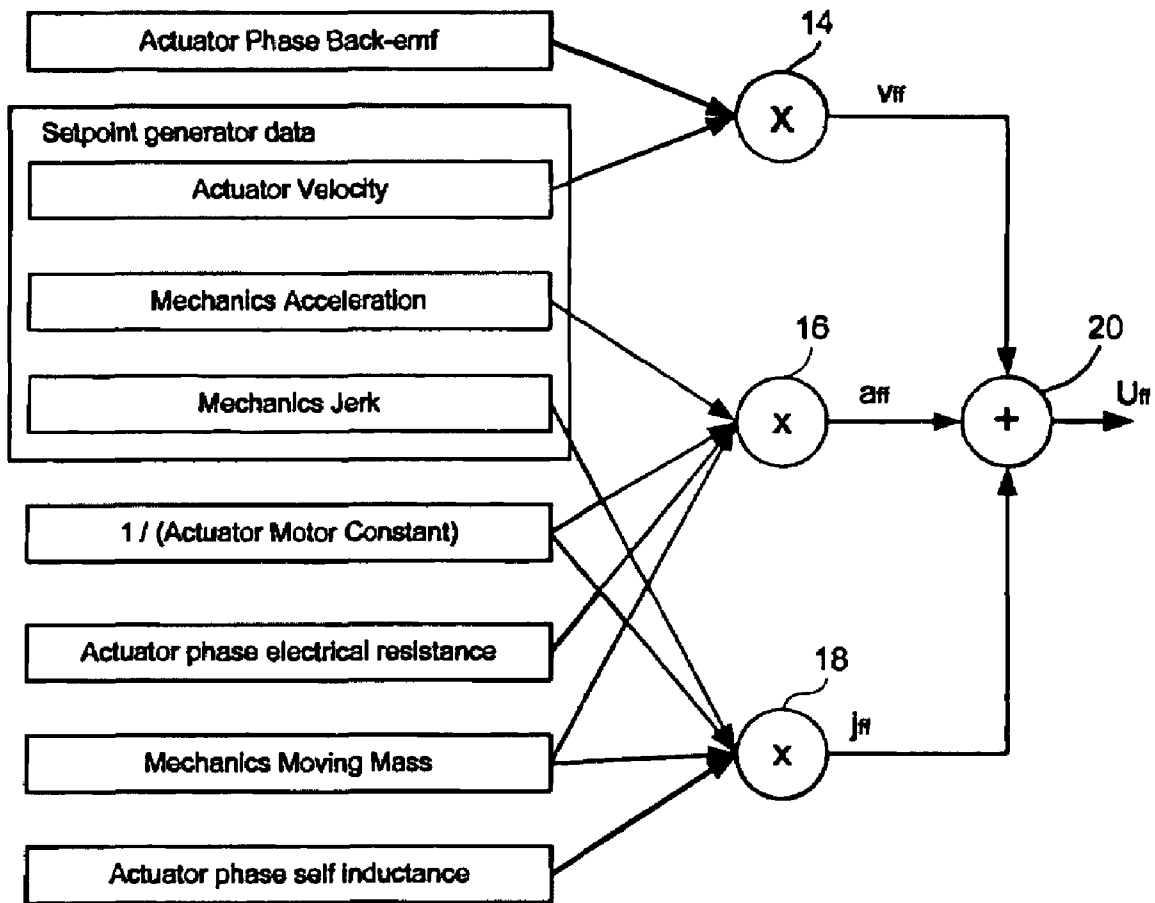 Actuator Phase Back-emf
14
X
vff
Setpoint generator data
Actuator Velocity
Mechanics Acceleration
Mechanics Jerk
16
x
aff
20
+
Uff
1 / (Actuator Motor Constant)
Actuator phase electrical resistance
18
x
jff
Mechanics Moving Mass
Actuator phase self inductance